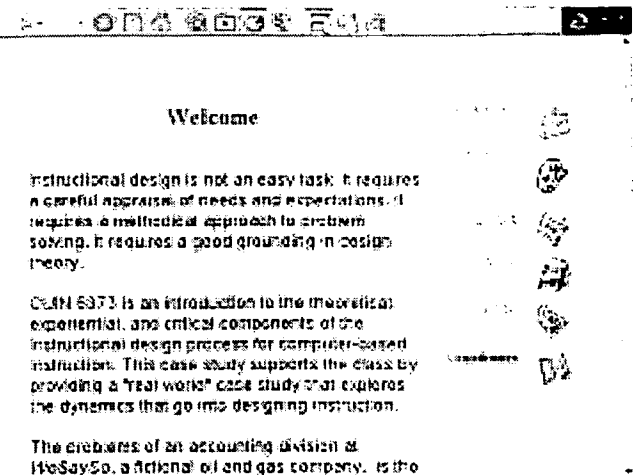 Welcome
Instructional design is not an easy task. It requires
a careful appraisal of needs and expectations. It
requires a methodical approach to problem
solving. It requires a good grounding in design
theory.
CUIN 6373 is an introduction to the theoretical,
experiential, and critical components of the
instructional design process for computer-based
instruction. This case study supports the class by
providing a "real world" case study that explores
the dynamics that go into designing instruction.
The problems of an accounting division at
WeSaySo, a fictional oil and gas company, is the